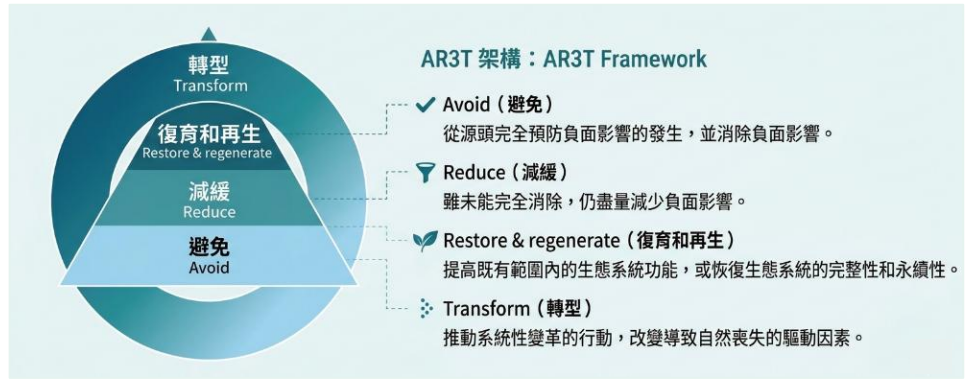 轉型
Transform
復育和再生
Restore & regenerate
減緩
Reduce
避免
Avoid
AR3T 架構：AR3T Framework
Avoid（避免）
從源頭完全預防負面影響的發生，並消除負面影響。
Reduce（減緩）
雖未能完全消除，仍盡量減少負面影響。
Restore & regenerate（復育和再生）
提高既有範圍內的生態系統功能，或恢復生態系統的完整性和永續性。
Transform（轉型）
推動系統性變革的行動，改變導致自然喪失的驅動因素。